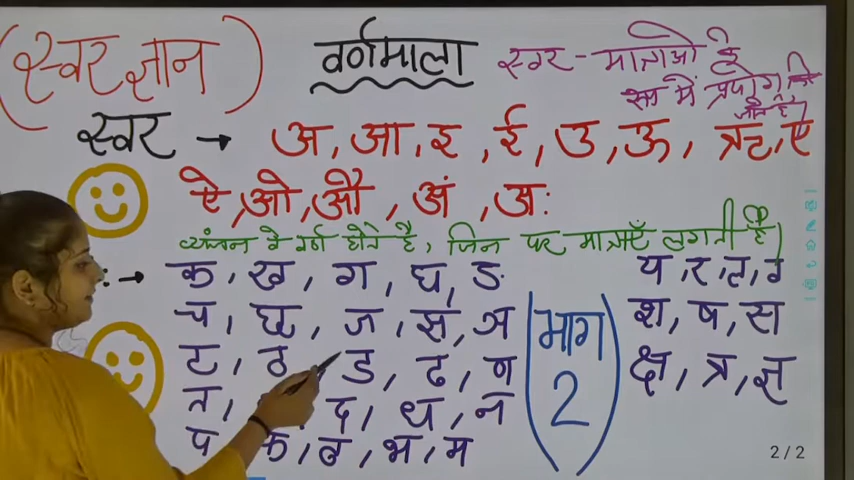 (स्वर ज्ञान)
वर्णमाला
स्वर - मात्राओ के
रूप में प्रयोग किए
जाते है।
स्वर → अ, आ, इ, ई, उ, ऊ, ऋ, ए
ऐ, ओ, औ, अं, अः
व्यंजन वे वर्ण होते है, जिन पर मात्राएँ लगती है।
: → क, ख, ग, घ, ङ
च, छ, ज, झ, ञ
ट, ठ, ड, ढ, ण
त, द, ध, न
प, फ, ब, भ, म
य, र, ल, व
श, ष, स
क्ष, त्र, ज्ञ
(भाग 2)
2/2